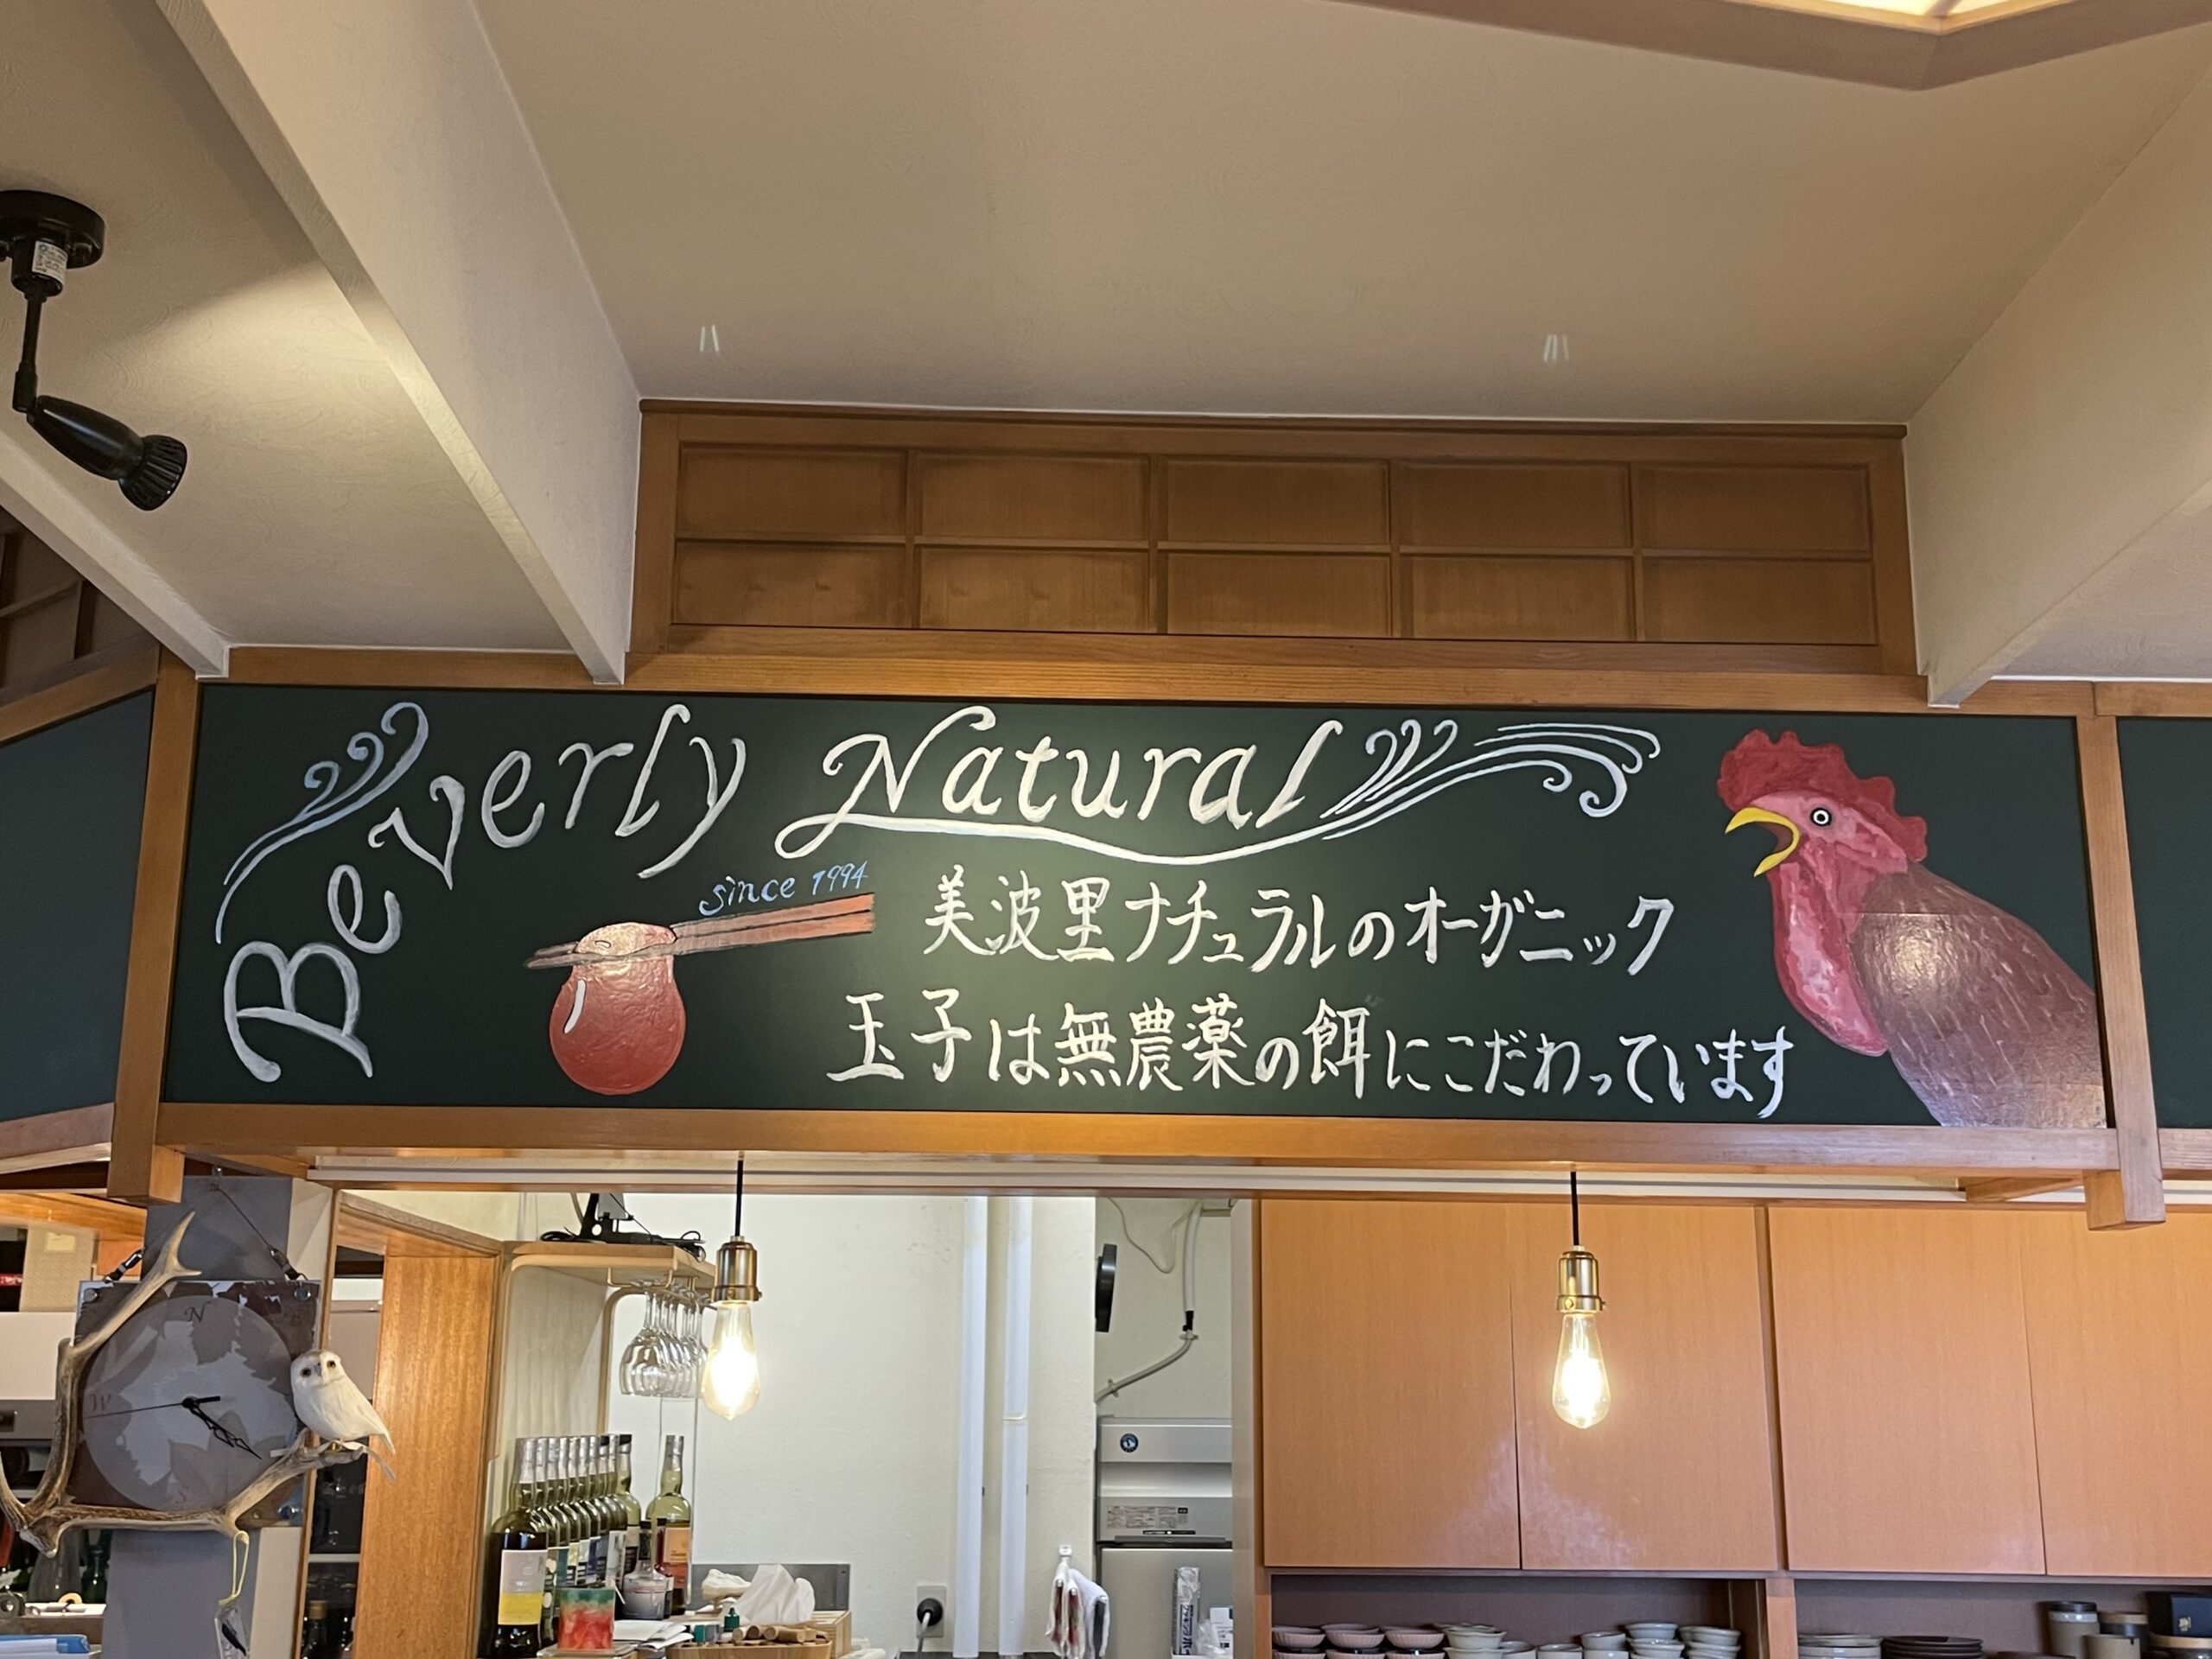 Beverly Natural
since 1994
美波里ナチュラルのオーガニック
玉子は無農薬の餌にこだわっています
N
W
S